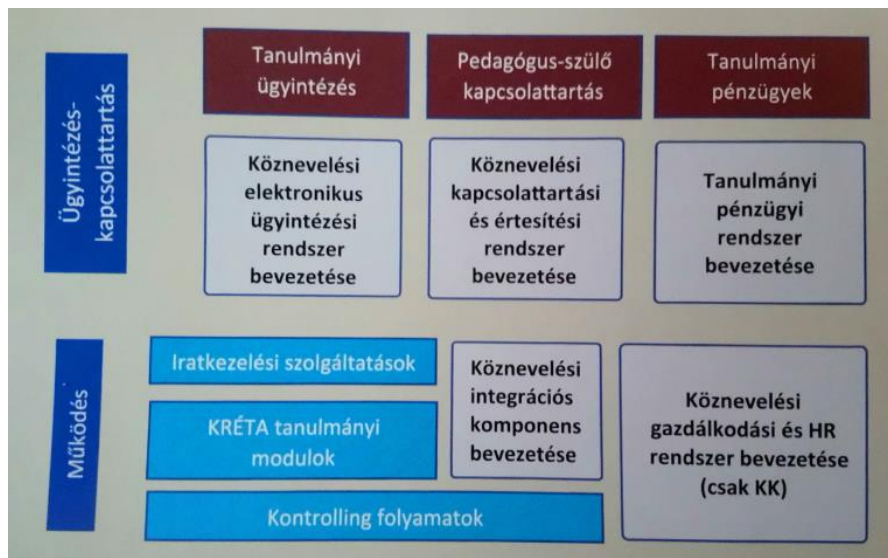 Ügyintézés-
kapcsolattartás
Tanulmányi
ügyintézés
Pedagógus-szülő
kapcsolattartás
Tanulmányi
pénzügyek
Köznevelési
elektronikus
ügyintézési
rendszer
bevezetése
Köznevelési
kapcsolattartási
és értesítési
rendszer
bevezetése
Tanulmányi
pénzügyi
rendszer
bevezetése
Működés
Iratkezelési szolgáltatások
KRÉTA tanulmányi
modulok
Kontrolling folyamatok
Köznevelési
integrációs
komponens
bevezetése
Köznevelési
gazdálkodási és HR
rendszer bevezetése
(csak KK)